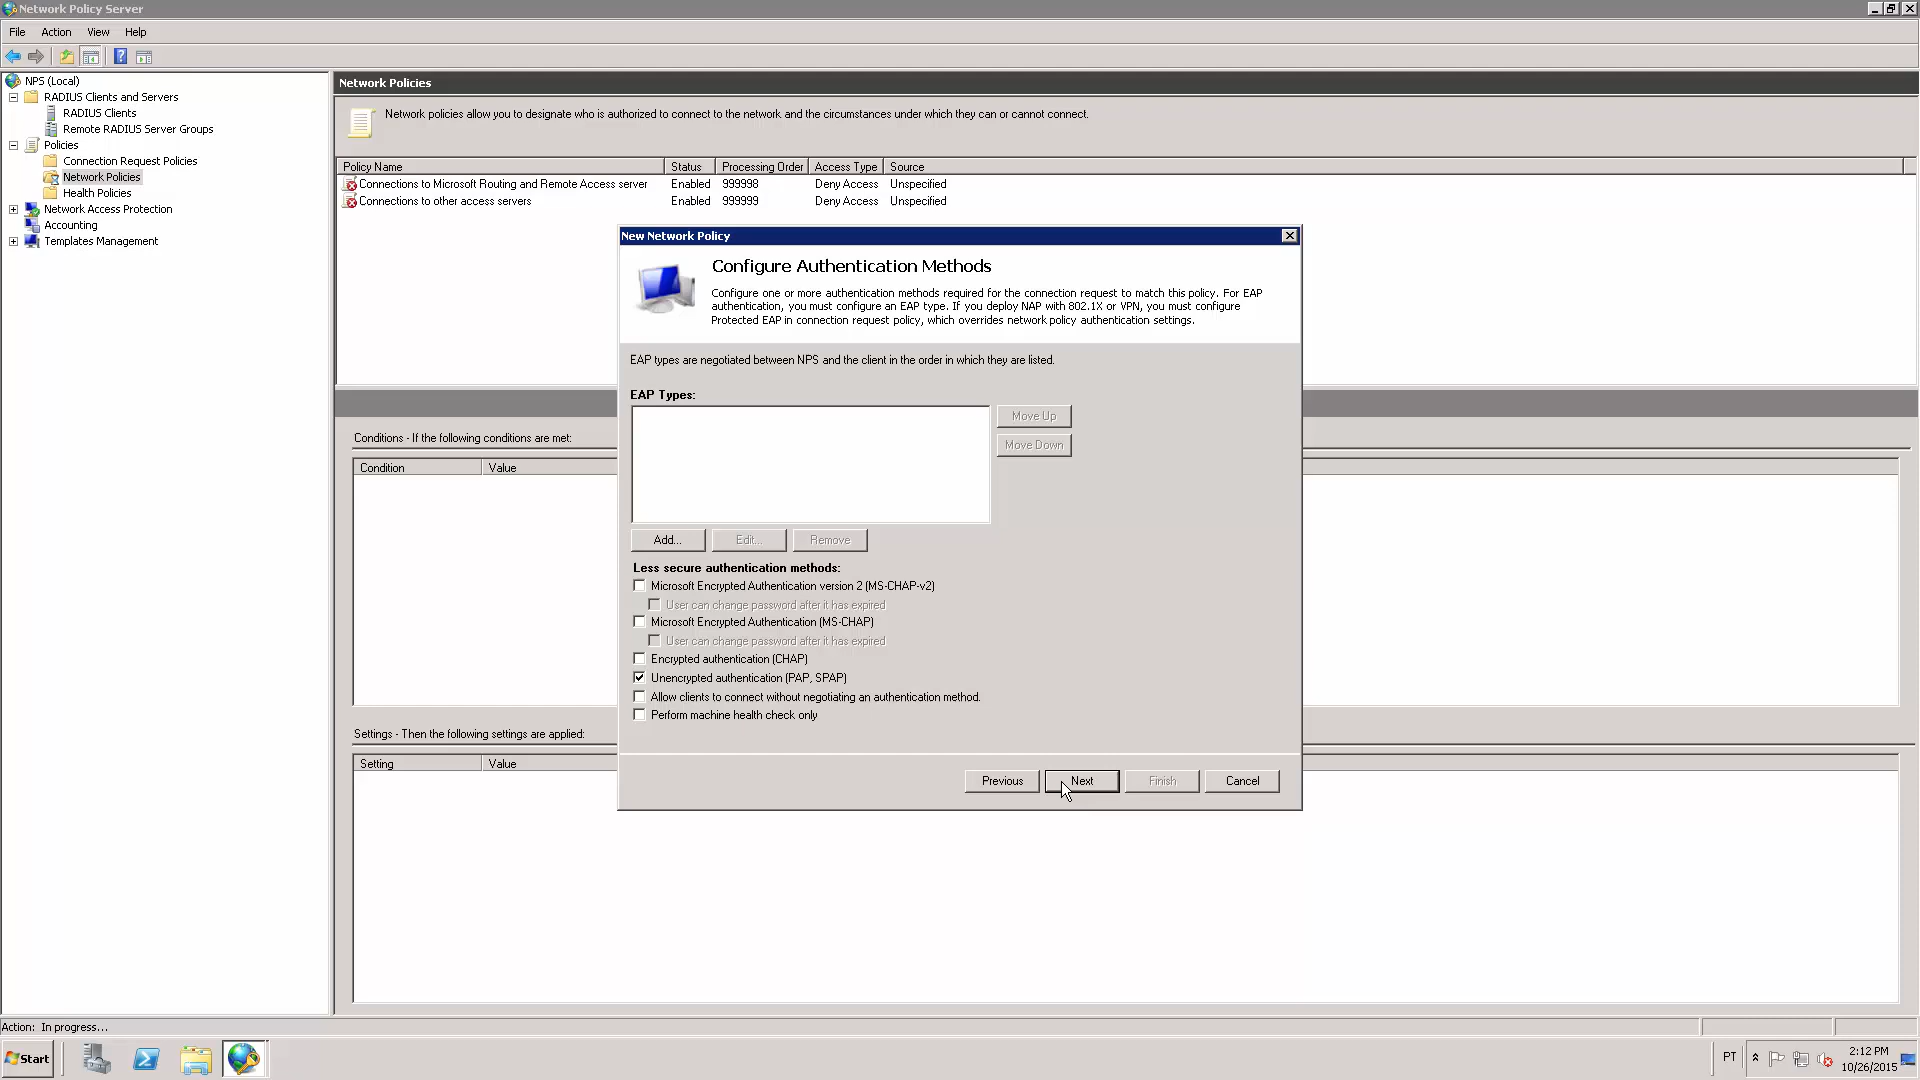 Network Policy Server
File Action View Help
NPS (Local)
RADIUS Clients and Servers
RADIUS Clients
Remote RADIUS Server Groups
Policies
Connection Request Policies
Network Policies
Health Policies
Network Access Protection
Accounting
Templates Management
Network Policies
Network policies allow you to designate who is authorized to connect to the network and the circumstances under which they can or cannot connect.
Policy Name Status Processing Order Access Type Source
Connections to Microsoft Routing and Remote Access server Enabled 999998 Deny Access Unspecified
Connections to other access servers Enabled 999999 Deny Access Unspecified
Conditions - If the following conditions are met:
Condition Value
Settings - Then the following settings are applied:
Setting Value
New Network Policy
Configure Authentication Methods
Configure one or more authentication methods required for the connection request to match this policy. For EAP
authentication, you must configure an EAP type. If you deploy NAP with 802.1X or VPN, you must configure
Protected EAP in connection request policy, which overrides network policy authentication settings.
EAP types are negotiated between NPS and the client in the order in which they are listed.
EAP Types:
Move Up
Move Down
Add... Edit... Remove
Less secure authentication methods:
Microsoft Encrypted Authentication version 2 (MS-CHAP-v2)
User can change password after it has expired
Microsoft Encrypted Authentication (MS-CHAP)
User can change password after it has expired
Encrypted authentication (CHAP)
Unencrypted authentication (PAP, SPAP)
Allow clients to connect without negotiating an authentication method.
Perform machine health check only
Previous Next Finish Cancel
Action: In progress...
Start
PT
2:12 PM
10/26/2015